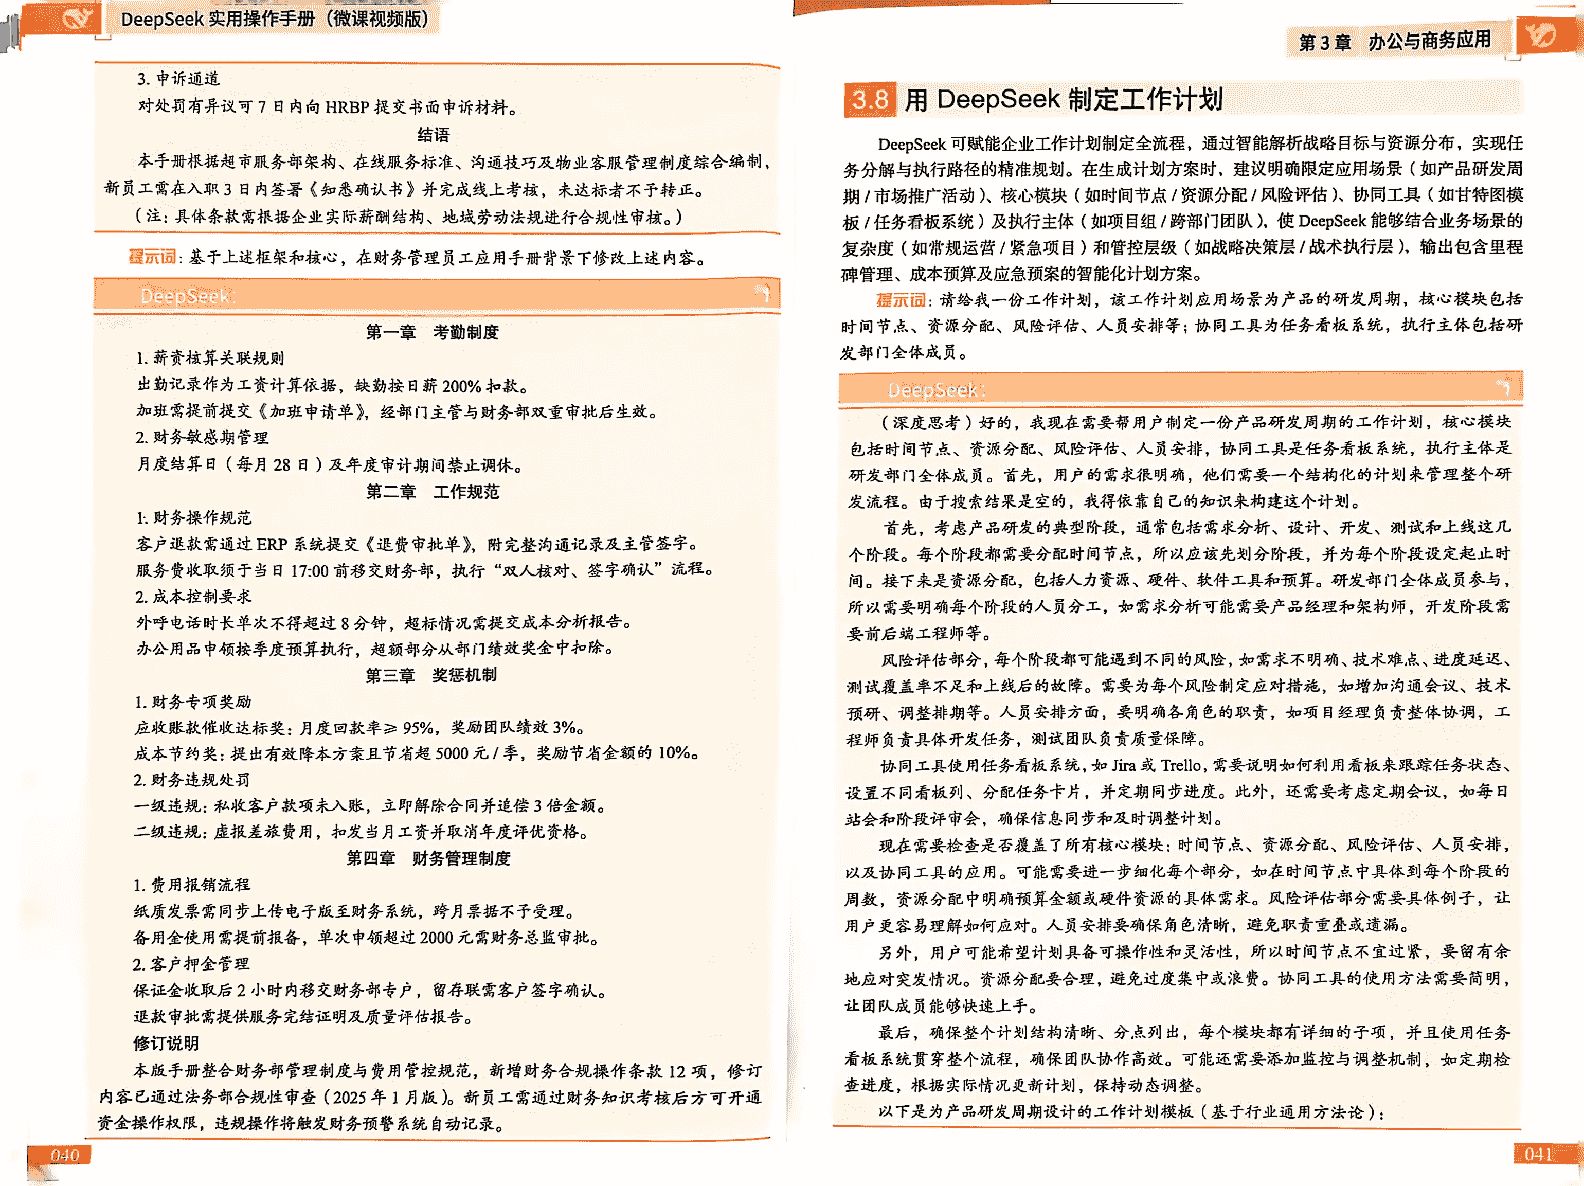 DeepSeek 实用操作手册（微课视频版）
3. 申诉通道
对处罚有异议可 7 日内向 HRBP 提交书面申诉材料。
结语
本手册根据超市服务部架构、在线服务标准、沟通技巧及物业客服管理制度综合编制，
新员工需在入职 3 日内签署《知悉确认书》并完成线上考核，未达标者不予转正。
（注：具体条款需根据企业实际薪酬结构、地域劳动法规进行合规性审核。）
提示词：基于上述框架和核心，在财务管理员工应用手册背景下修改上述内容。
DeepSeek：
第一章 考勤制度
1. 薪资核算关联规则
出勤记录作为工资计算依据，缺勤按日薪 200% 扣款。
加班需提前提交《加班申请单》，经部门主管与财务部双重审批后生效。
2. 财务敏感期管理
月度结算日（每月 28 日）及年度审计期间禁止调休。
第二章 工作规范
1. 财务操作规范
客户退款需通过 ERP 系统提交《退费审批单》，附完整沟通记录及主管签字。
服务费收取须于当日 17:00 前移交财务部，执行“双人核对、签字确认”流程。
2. 成本控制要求
外呼电话时长单次不得超过 8 分钟，超标情况需提交成本分析报告。
办公用品申领按季度预算执行，超额部分从部门绩效奖金中扣除。
第三章 奖惩机制
1. 财务专项奖励
应收账款催收达标奖：月度回款率≥ 95%，奖励团队绩效 3%。
成本节约奖：提出有效降本方案且节省超 5000 元 / 季，奖励节省金额的 10%。
2. 财务违规处罚
一级违规：私收客户款项未入账，立即解除合同并追偿 3 倍金额。
二级违规：虚报差旅费用，扣发当月工资并取消年度评优资格。
第四章 财务管理制度
1. 费用报销流程
纸质发票需同步上传电子版至财务系统，跨月票据不予受理。
备用金使用需提前报备，单次申领超过 2000 元需财务总监审批。
2. 客户押金管理
保证金收取后 2 小时内移交财务部专户，留存联需客户签字确认。
退款审批需提供服务完结证明及质量评估报告。
修订说明
本版手册整合财务部管理制度与费用管控规范，新增财务合规操作条款 12 项，修订
内容已通过法务部合规性审查（2025 年 1 月版）。新员工需通过财务知识考核后方可开通
资金操作权限，违规操作将触发财务预警系统自动记录。
040
第 3 章 办公与商务应用
3.8 用 DeepSeek 制定工作计划
DeepSeek 可赋能企业工作计划制定全流程，通过智能解析战略目标与资源分布，实现任
务分解与执行路径的精准规划。在生成计划方案时，建议明确限定应用场景（如产品研发周
期 / 市场推广活动）、核心模块（如时间节点 / 资源分配 / 风险评估）、协同工具（如甘特图模
板 / 任务看板系统）及执行主体（如项目组 / 跨部门团队），使 DeepSeek 能够结合业务场景的
复杂度（如常规运营 / 紧急项目）和管控层级（如战略决策层 / 战术执行层），输出包含里程
碑管理、成本预算及应急预案的智能化计划方案。
提示词：请给我一份工作计划，该工作计划应用场景为产品的研发周期，核心模块包括
时间节点、资源分配、风险评估、人员安排等；协同工具为任务看板系统，执行主体包括研
发部门全体成员。
DeepSeek：
（深度思考）好的，我现在需要帮用户制定一份产品研发周期的工作计划，核心模块
包括时间节点、资源分配、风险评估、人员安排，协同工具是任务看板系统，执行主体是
研发部门全体成员。首先，用户的需求很明确，他们需要一个结构化的计划来管理整个研
发流程。由于搜索结果是空的，我得依靠自己的知识来构建这个计划。
首先，考虑产品研发的典型阶段，通常包括需求分析、设计、开发、测试和上线这几
个阶段。每个阶段都需要分配时间节点，所以应该先划分阶段，并为每个阶段设定起止时
间。接下来是资源分配，包括人力资源、硬件、软件工具和预算。研发部门全体成员参与，
所以需要明确每个阶段的人员分工，如需求分析可能需要产品经理和架构师，开发阶段需
要前后端工程师等。
风险评估部分，每个阶段都可能遇到不同的风险，如需求不明确、技术难点、进度延迟、
测试覆盖率不足和上线后的故障。需要为每个风险制定应对措施，如增加沟通会议、技术
预研、调整排期等。人员安排方面，要明确各角色的职责，如项目经理负责整体协调，工
程师负责具体开发任务，测试团队负责质量保障。
协同工具使用任务看板系统，如 Jira 或 Trello，需要说明如何利用看板来跟踪任务状态、
设置不同看板列、分配任务卡片，并定期同步进度。此外，还需要考虑定期会议，如每日
站会和阶段评审会，确保信息同步和及时调整计划。
现在需要检查是否覆盖了所有核心模块：时间节点、资源分配、风险评估、人员安排，
以及协同工具的应用。可能需要进一步细化每个部分，如在时间节点中具体到每个阶段的
周数，资源分配中明确预算金额或硬件资源的具体需求。风险评估部分需要具体例子，让
用户更容易理解如何应对。人员安排要确保角色清晰，避免职责重叠或遗漏。
另外，用户可能希望计划具备可操作性和灵活性，所以时间节点不宜过紧，要留有余
地应对突发情况。资源分配要合理，避免过度集中或浪费。协同工具的使用方法需要简明，
让团队成员能够快速上手。
最后，确保整个计划结构清晰、分点列出，每个模块都有详细的子项，并且使用任务
看板系统贯穿整个流程，确保团队协作高效。可能还需要添加监控与调整机制，如定期检
查进度，根据实际情况更新计划，保持动态调整。
以下是为产品研发周期设计的工作计划模板（基于行业通用方法论）：
041